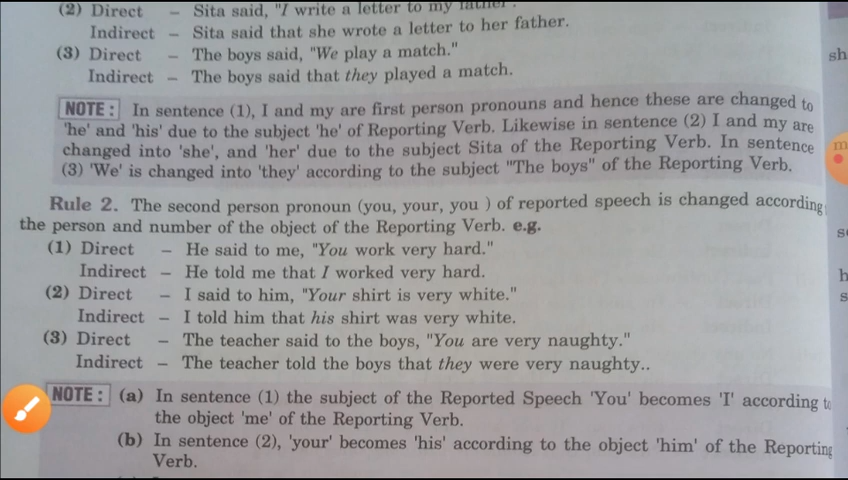 (2) Direct – Sita said, "I write a letter to my father".
Indirect – Sita said that she wrote a letter to her father.
(3) Direct – The boys said, "We play a match."
Indirect – The boys said that they played a match.
NOTE : In sentence (1), I and my are first person pronouns and hence these are changed to
'he' and 'his' due to the subject 'he' of Reporting Verb. Likewise in sentence (2) I and my are
changed into 'she', and 'her' due to the subject Sita of the Reporting Verb. In sentence
(3) 'We' is changed into 'they' according to the subject "The boys" of the Reporting Verb.
Rule 2. The second person pronoun (you, your, you ) of reported speech is changed according
the person and number of the object of the Reporting Verb. e.g.
(1) Direct – He said to me, "You work very hard."
Indirect – He told me that I worked very hard.
(2) Direct – I said to him, "Your shirt is very white."
Indirect – I told him that his shirt was very white.
(3) Direct – The teacher said to the boys, "You are very naughty."
Indirect – The teacher told the boys that they were very naughty..
NOTE : (a) In sentence (1) the subject of the Reported Speech 'You' becomes 'I' according to
the object 'me' of the Reporting Verb.
(b) In sentence (2), 'your' becomes 'his' according to the object 'him' of the Reporting
Verb.